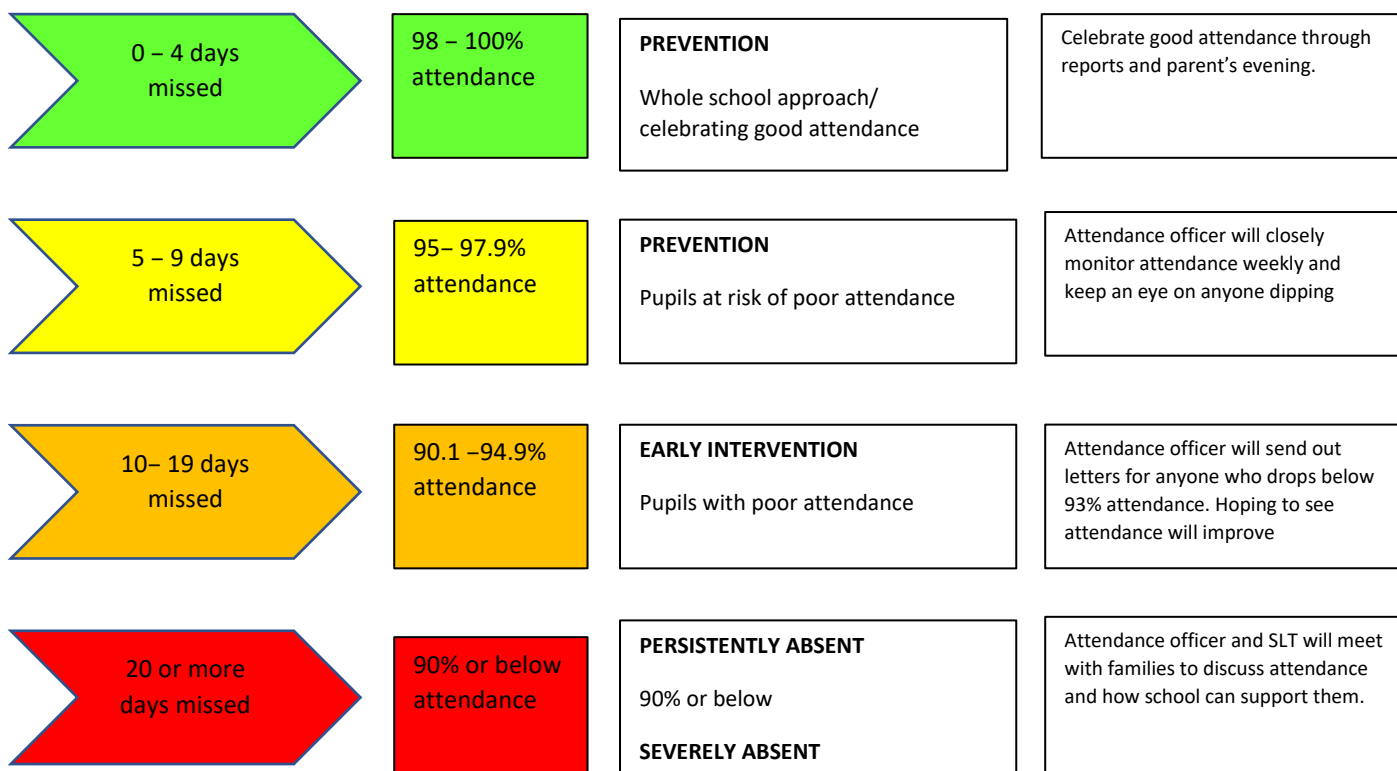 0 – 4 days
missed
98 – 100%
attendance
PREVENTION
Whole school approach/
celebrating good attendance
Celebrate good attendance through
reports and parent’s evening.
5 – 9 days
missed
95– 97.9%
attendance
PREVENTION
Pupils at risk of poor attendance
Attendance officer will closely
monitor attendance weekly and
keep an eye on anyone dipping
10– 19 days
missed
90.1 –94.9%
attendance
EARLY INTERVENTION
Pupils with poor attendance
Attendance officer will send out
letters for anyone who drops below
93% attendance. Hoping to see
attendance will improve
20 or more
days missed
90% or below
attendance
PERSISTENTLY ABSENT
90% or below
SEVERELY ABSENT
Attendance officer and SLT will meet
with families to discuss attendance
and how school can support them.